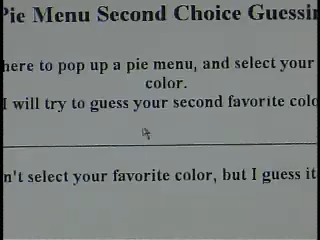 Pie Menu Second Choice Guessin
here to pop up a pie menu, and select your
color.
I will try to guess your second favorite colo
n't select your favorite color, but I guess it